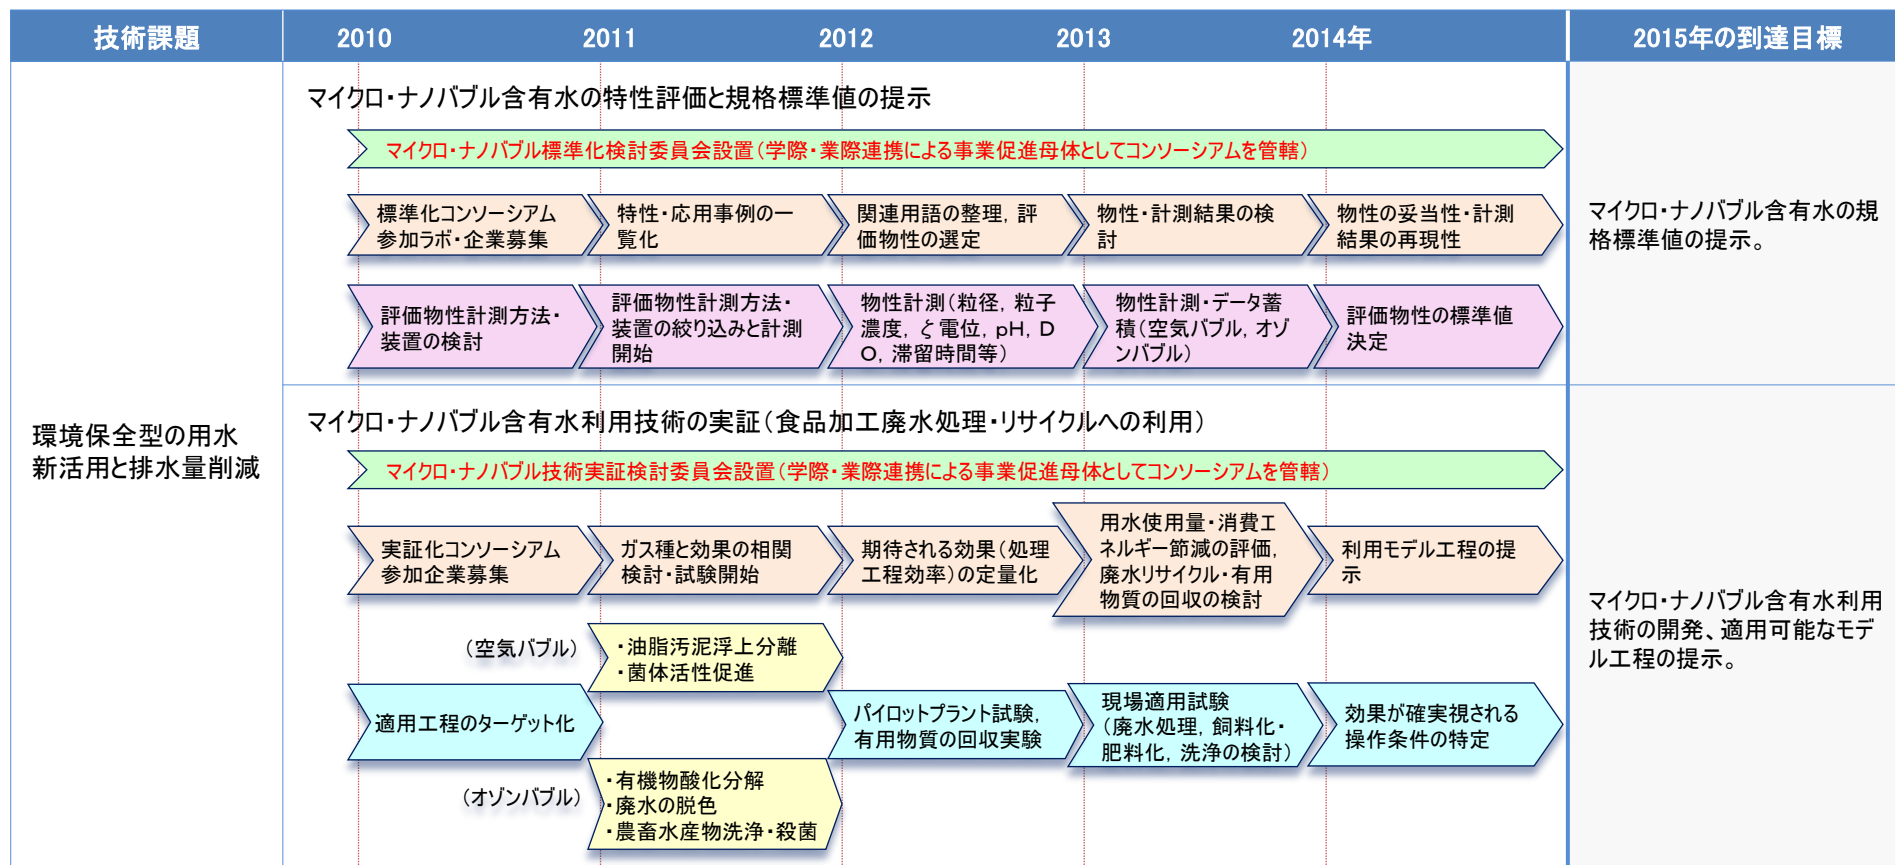 技術課題
2010
2011
2012
2013
2014年
2015年の到達目標
環境保全型の用水
新活用と排水量削減
マイクロ・ナノバブル含有水の特性評価と規格標準値の提示
マイクロ・ナノバブル標準化検討委員会設置(学際・業際連携による事業促進母体としてコンソーシアムを管轄)
標準化コンソーシアム
参加ラボ・企業募集
特性・応用事例の一
覧化
関連用語の整理, 評
価物性の選定
物性・計測結果の検
討
物性の妥当性・計測
結果の再現性
評価物性計測方法・
装置の検討
評価物性計測方法・
装置の絞り込みと計測
開始
物性計測(粒径, 粒子
濃度, ζ電位, pH, D
O, 滞留時間等)
物性計測・データ蓄
積(空気バブル, オゾ
ンバブル)
評価物性の標準値
決定
マイクロ・ナノバブル含有水の規
格標準値の提示。
マイクロ・ナノバブル含有水利用技術の実証(食品加工廃水処理・リサイクルへの利用)
マイクロ・ナノバブル技術実証検討委員会設置(学際・業際連携による事業促進母体としてコンソーシアムを管轄)
実証化コンソーシアム
参加企業募集
ガス種と効果の相関
検討・試験開始
期待される効果(処理
工程効率)の定量化
用水使用量・消費エ
ネルギー節減の評価,
廃水リサイクル・有用
物質の回収の検討
利用モデル工程の提
示
(空気バブル)
・油脂汚泥浮上分離
・菌体活性促進
適用工程のターゲット化
パイロットプラント試験,
有用物質の回収実験
現場適用試験
(廃水処理, 飼料化・
肥料化, 洗浄の検討)
効果が確実視される
操作条件の特定
(オゾンバブル)
・有機物酸化分解
・廃水の脱色
・農畜水産物洗浄・殺菌
マイクロ・ナノバブル含有水利用
技術の開発、適用可能なモデ
ル工程の提示。